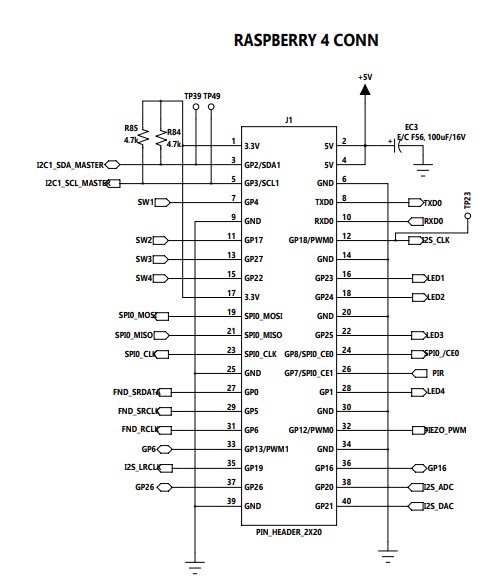 RASPBERRY 4 CONN
+5V
TP39 TP49
J1
EC3
E/C F56, 100uF/16V
+
R85
4.7k
R84
4.7k
1 3.3V 5V 2
I2C1_SDA_MASTER 3 GP2/SDA1 5V 4
I2C1_SCL_MASTER 5 GP3/SCL1 GND 6
TP23
SW1 7 GP4 TXD0 8 TXD0
9 GND RXD0 10 RXD0
SW2 11 GP17 GP18/PWM0 12 I2S_CLK
SW3 13 GP27 GND 14
SW4 15 GP22 GP23 16 LED1
17 3.3V GP24 18 LED2
SPI0_MOSI 19 SPI0_MOSI GND 20
SPI0_MISO 21 SPI0_MISO GP25 22 LED3
SPI0_CLK 23 SPI0_CLK GP8/SPI0_CE0 24 SPI0_/CE0
25 GND GP7/SPI0_CE1 26 PIR
FND_SRDATA 27 GP0 GP1 28 LED4
FND_SRCLK 29 GP5 GND 30
FND_RCLK 31 GP6 GP12/PWM0 32 PIEZO_PWM
GP6 33 GP13/PWM1 GND 34
I2S_LRCLK 35 GP19 GP16 36 GP16
GP26 37 GP26 GP20 38 I2S_ADC
39 GND GP21 40 I2S_DAC
PIN_HEADER_2X20